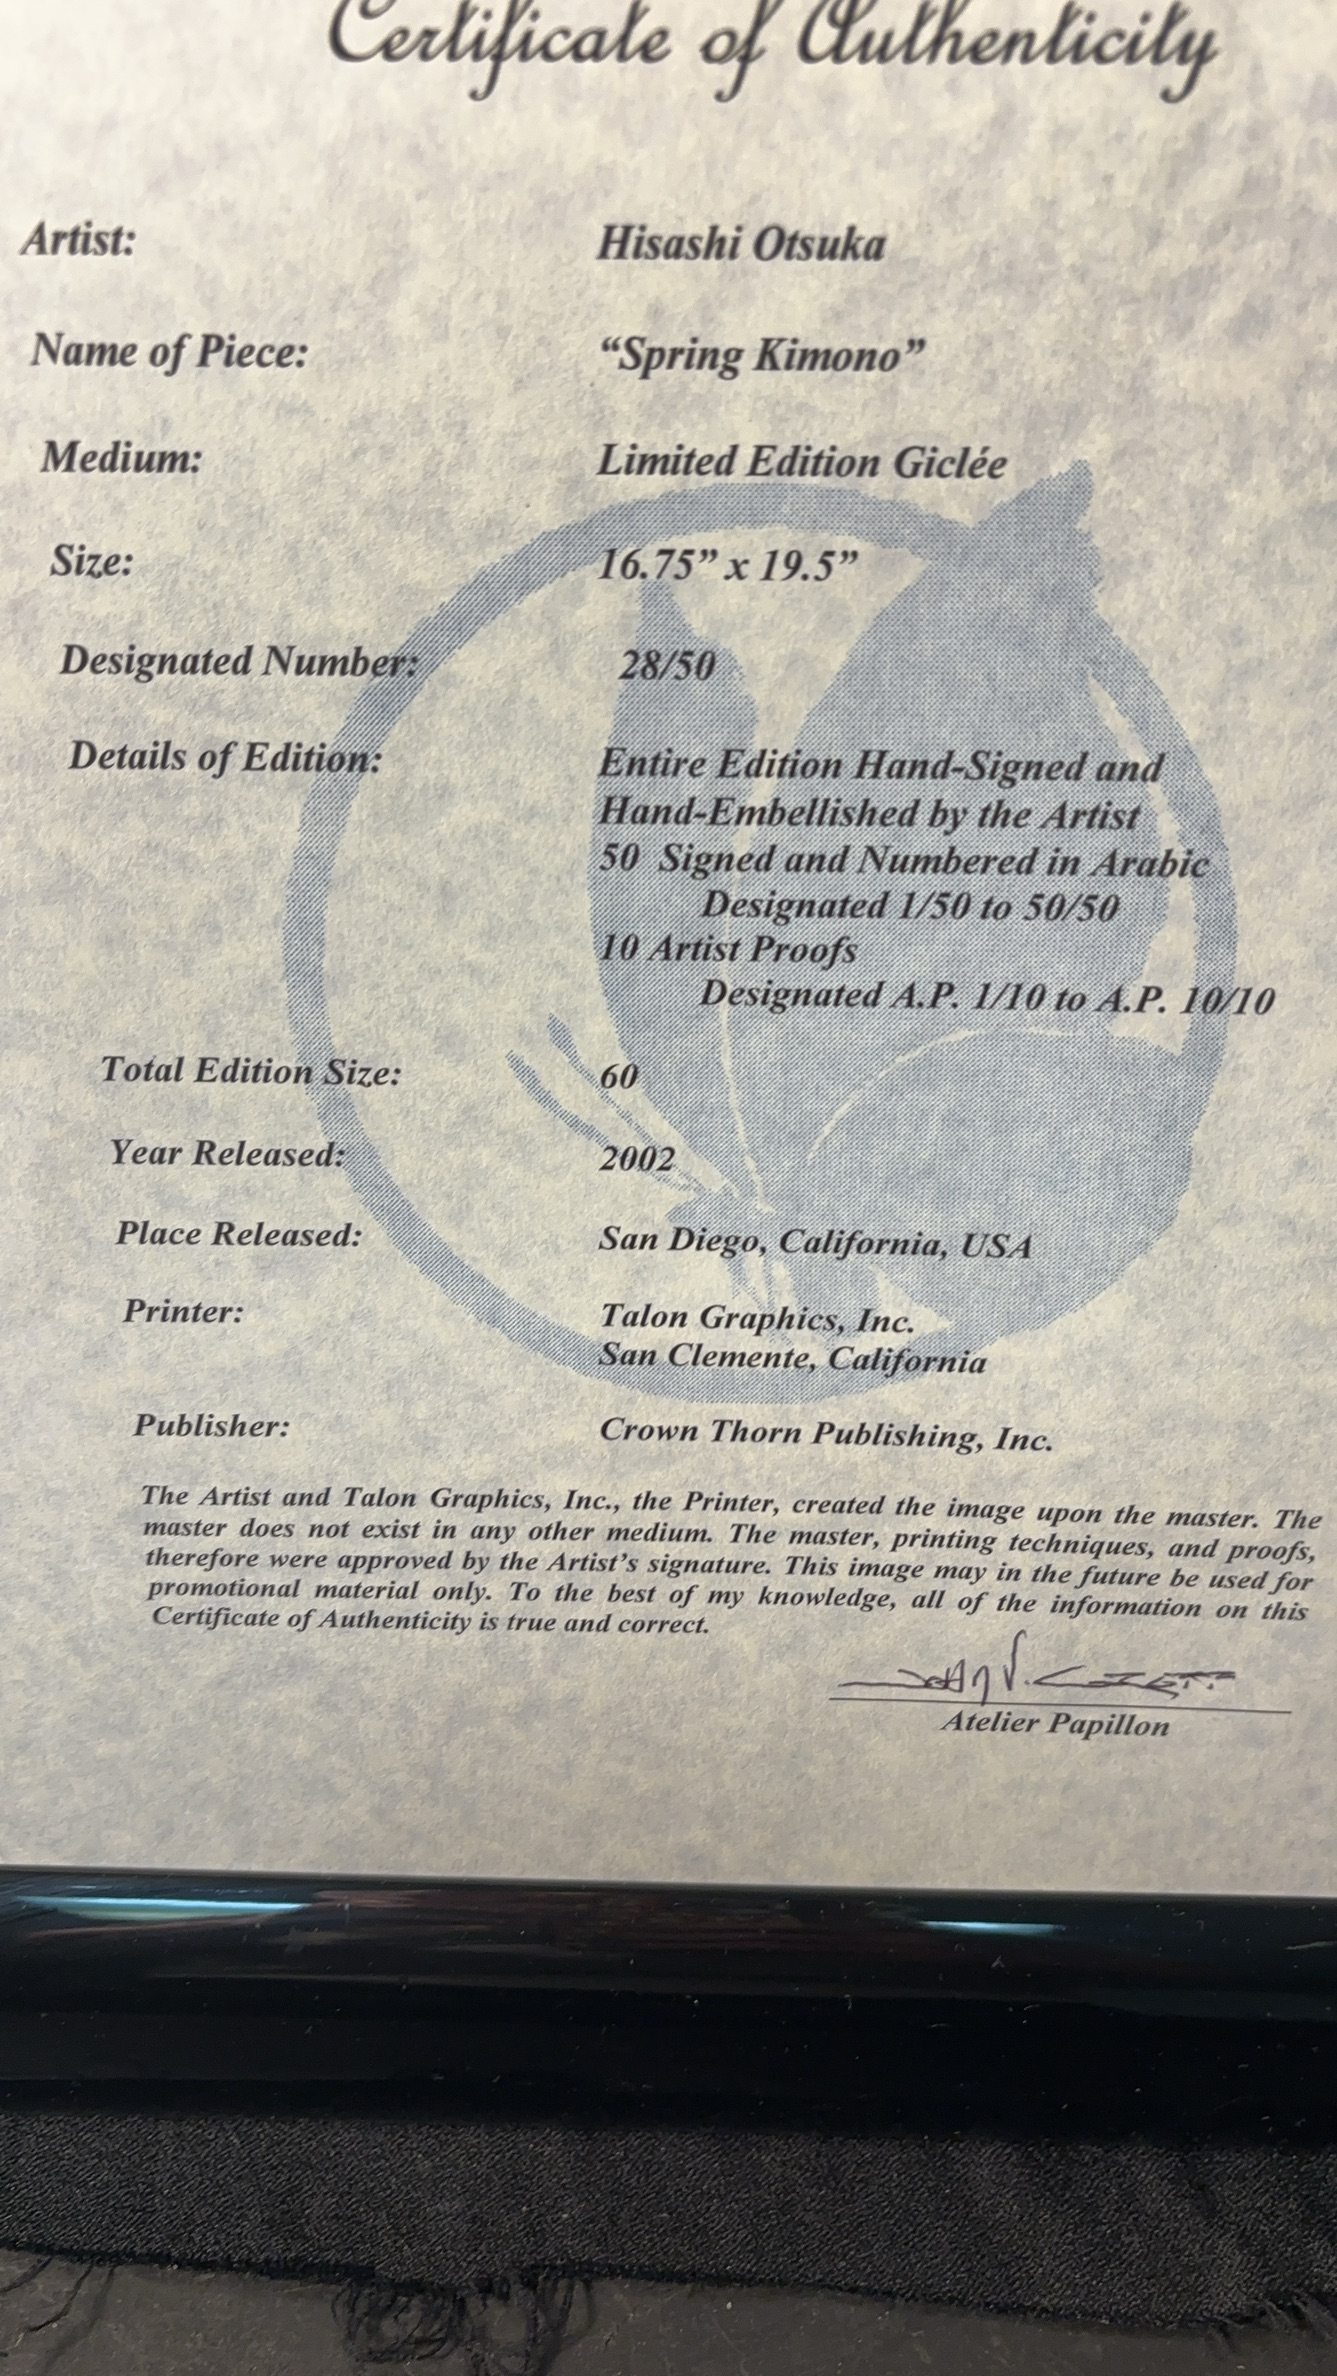 Certificate of Authenticity
Artist: Hisashi Otsuka
Name of Piece: “Spring Kimono”
Medium: Limited Edition Giclée
Size: 16.75” x 19.5”
Designated Number: 28/50
Details of Edition: Entire Edition Hand-Signed and
Hand-Embellished by the Artist
50 Signed and Numbered in Arabic
Designated 1/50 to 50/50
10 Artist Proofs
Designated A.P. 1/10 to A.P. 10/10
Total Edition Size: 60
Year Released: 2002
Place Released: San Diego, California, USA
Printer: Talon Graphics, Inc.
San Clemente, California
Publisher: Crown Thorn Publishing, Inc.
The Artist and Talon Graphics, Inc., the Printer, created the image upon the master. The
master does not exist in any other medium. The master, printing techniques, and proofs,
therefore were approved by the Artist’s signature. This image may in the future be used for
promotional material only. To the best of my knowledge, all of the information on this
Certificate of Authenticity is true and correct.
Atelier Papillon